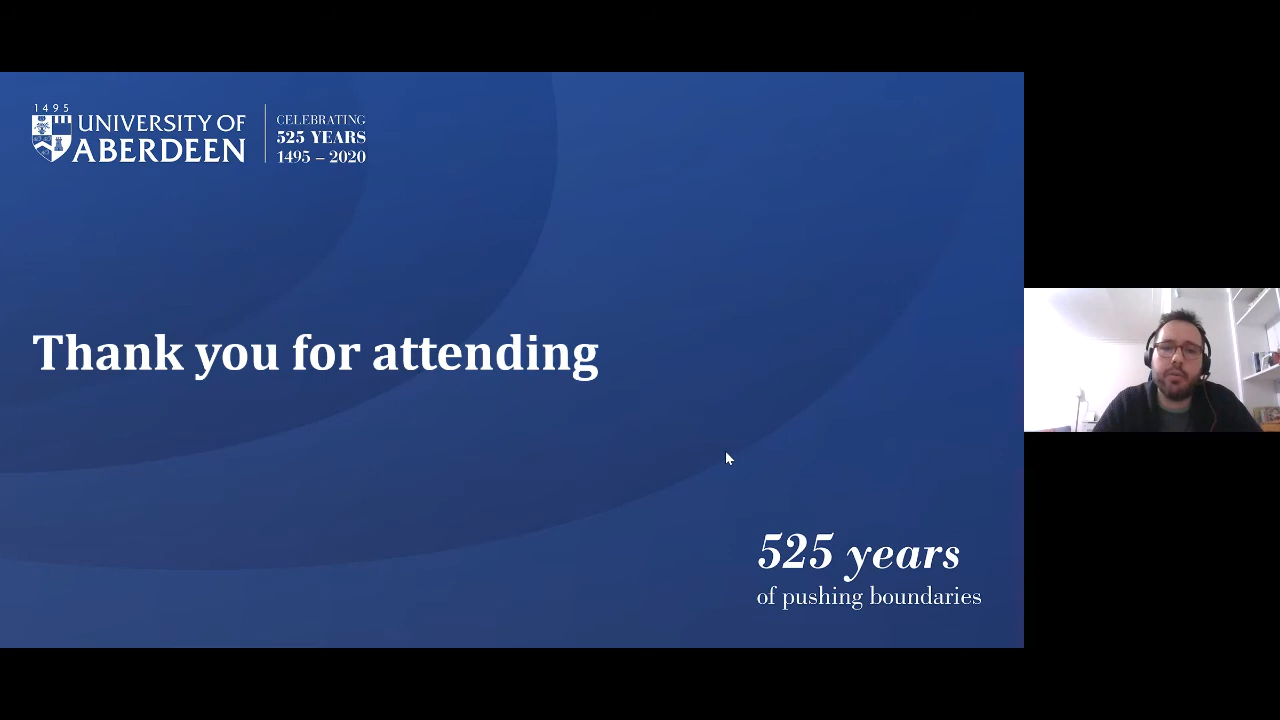 1495
UNIVERSITY OF
ABERDEEN
CELEBRATING
525 YEARS
1495 – 2020
Thank you for attending
525 years
of pushing boundaries